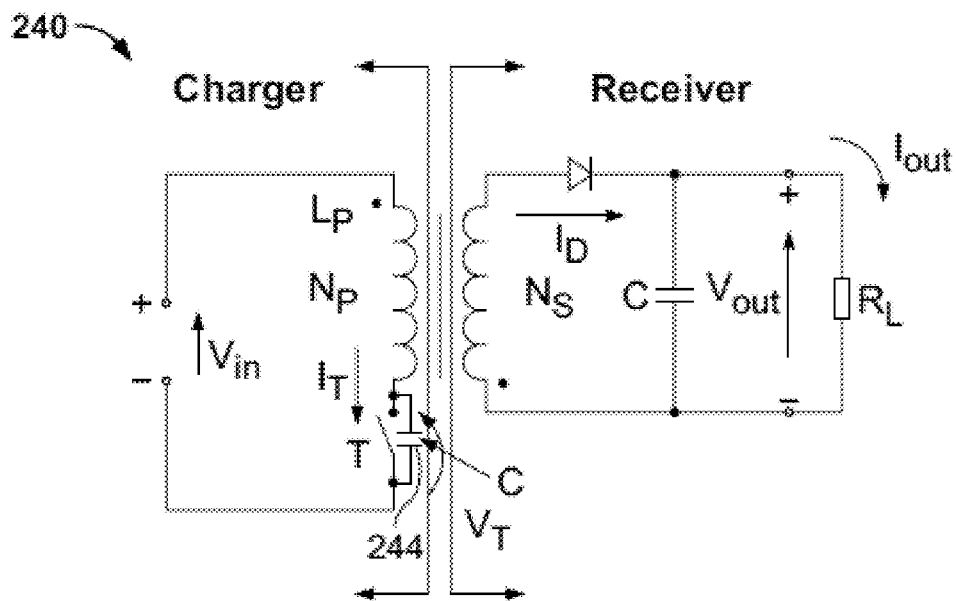 240
Charger
Receiver
I_out
L_P
N_P
+
−
V_in
I_T
T
244
C
V_T
I_D
N_S
C
+
V_out
−
R_L